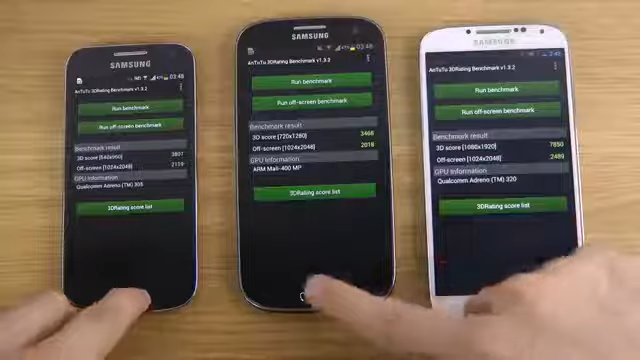 SAMSUNG
03:48
AnTuTu 3DRating Benchmark v1.3.2
Run benchmark
Run off-screen benchmark
Benchmark result
3D score [540x960] 3807
Off-screen [1024x2048] 2159
GPU Information
Qualcomm Adreno (TM) 305
3DRating score list
SAMSUNG
03:48
AnTuTu 3DRating Benchmark v1.3.2
Run benchmark
Run off-screen benchmark
Benchmark result
3D score [720x1280] 3468
Off-screen [1024x2048] 2018
GPU Information
ARM Mali-400 MP
3DRating score list
SAMSUNG
AnTuTu 3DRating Benchmark v1.3.2
Run benchmark
Run off-screen benchmark
Benchmark result
3D score [1080x1920] 7850
Off-screen [1024x2048] 2489
GPU Information
Qualcomm Adreno (TM) 320
3DRating score list